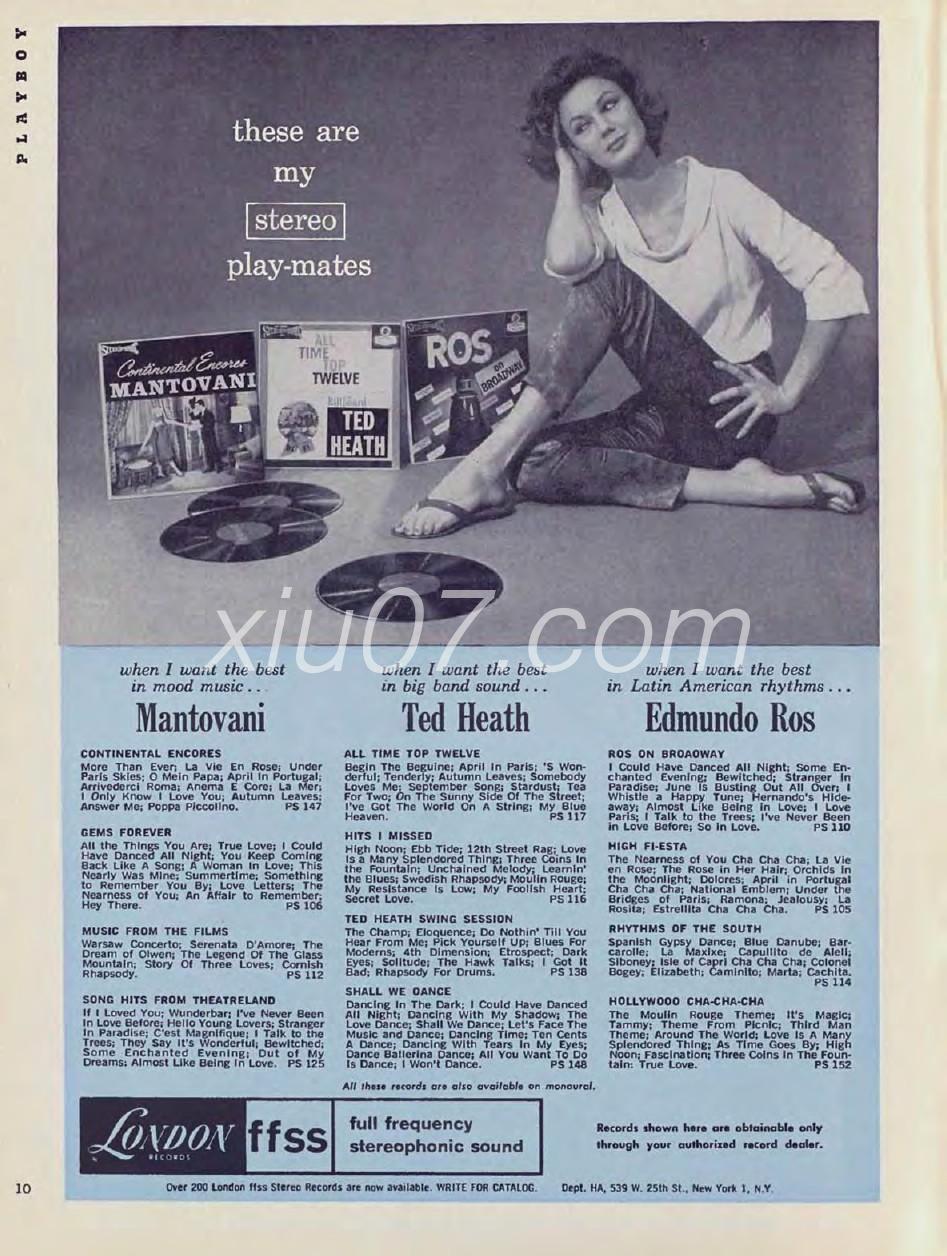 PLAYBOY
these are
my
stereo
play-mates
Continental Encores
MANTOVANI
ALL
TIME
TOP
TWELVE
TED
HEATH
ROS
on
BROADWAY
xiu07.com
when I want the best
in mood music...
Mantovani
CONTINENTAL ENCORES
More Than Ever; La Vie En Rose; Under
Paris Skies; O Mein Papa; April In Portugal;
Arrivederci Roma; Anema E Core; La Mer;
I Only Know I Love You; Autumn Leaves;
Answer Me; Poppa Piccolino. PS 147
GEMS FOREVER
All the Things You Are; True Love; I Could
Have Danced All Night; You Keep Coming
Back Like A Song; A Woman In Love; This
Nearly Was Mine; Summertime; Something
to Remember You By; Love Letters; The
Nearness of You; An Affair to Remember;
Hey There. PS 106
MUSIC FROM THE FILMS
Warsaw Concerto; Serenata D'Amore; The
Dream of Olwen; The Legend Of The Glass
Mountain; Story Of Three Loves; Cornish
Rhapsody. PS 112
SONG HITS FROM THEATRELAND
If I Loved You; Wunderbar; I've Never Been
In Love Before; Hello Young Lovers; Stranger
In Paradise; C'est Magnifique; I Talk to the
Trees; They Say It's Wonderful; Bewitched;
Some Enchanted Evening; Out of My
Dreams; Almost Like Being In Love. PS 125
when I want the best
in big band sound...
Ted Heath
ALL TIME TOP TWELVE
Begin The Beguine; April In Paris; 'S Won-
derful; Tenderly; Autumn Leaves; Somebody
Loves Me; September Song; Stardust; Tea
For Two; On The Sunny Side Of The Street;
I've Got The World On A String; My Blue
Heaven. PS 117
HITS I MISSED
High Noon; Ebb Tide; 12th Street Rag; Love
Is a Many Splendored Thing; Three Coins In
the Fountain; Unchained Melody; Learnin'
the Blues; Swedish Rhapsody; Moulin Rouge;
My Resistance Is Low; My Foolish Heart;
Secret Love. PS 116
TED HEATH SWING SESSION
The Champ; Eloquence; Do Nothin' Till You
Hear From Me; Pick Yourself Up; Blues For
Moderns; 4th Dimension; Etrospect; Dark
Eyes; Solitude; The Hawk Talks; I Got It
Bad; Rhapsody For Drums. PS 138
SHALL WE DANCE
Dancing In The Dark; I Could Have Danced
All Night; Dancing With My Shadow; The
Love Dance; Shall We Dance; Let's Face The
Music and Dance; Dancing Time; Ten Cents
A Dance; Dancing With Tears In My Eyes;
Dance Ballerina Dance; All You Want To Do
Is Dance; I Won't Dance. PS 148
when I want the best
in Latin American rhythms...
Edmundo Ros
ROS ON BROADWAY
I Could Have Danced All Night; Some En-
chanted Evening; Bewitched; Stranger In
Paradise; June Is Busting Out All Over; I
Whistle a Happy Tune; Hernando's Hide-
away; Almost Like Being in Love; I Love
Paris; I Talk to the Trees; I've Never Been
in Love Before; So In Love. PS 110
HIGH FI-ESTA
The Nearness of You Cha Cha Cha; La Vie
en Rose; The Rose in Her Hair; Orchids In
the Moonlight; Dolores; April in Portugal
Cha Cha Cha; National Emblem; Under the
Bridges of Paris; Ramona; Jealousy; La
Rosita; Estrellita Cha Cha Cha. PS 105
RHYTHMS OF THE SOUTH
Spanish Gypsy Dance; Blue Danube; Bar-
carolle; La Maxixe; Capullito de Aleli;
Siboney; Isle of Capri Cha Cha Cha; Colonel
Bogey; Elizabeth; Caminito; Marta; Cachita.
PS 114
HOLLYWOOD CHA-CHA-CHA
The Moulin Rouge Theme; It's Magic;
Tammy; Theme From Picnic; Third Man
Theme; Around The World; Love Is A Many
Splendored Thing; As Time Goes By; High
Noon; Fascination; Three Coins In The Foun-
tain; True Love. PS 152
All these records are also available on monaural.
LONDON
RECORDS
ffss
full frequency
stereophonic sound
Records shown here are obtainable only
through your authorized record dealer.
Over 200 London ffss Stereo Records are now available. WRITE FOR CATALOG. Dept. HA, 539 W. 25th St., New York 1, N.Y.
10